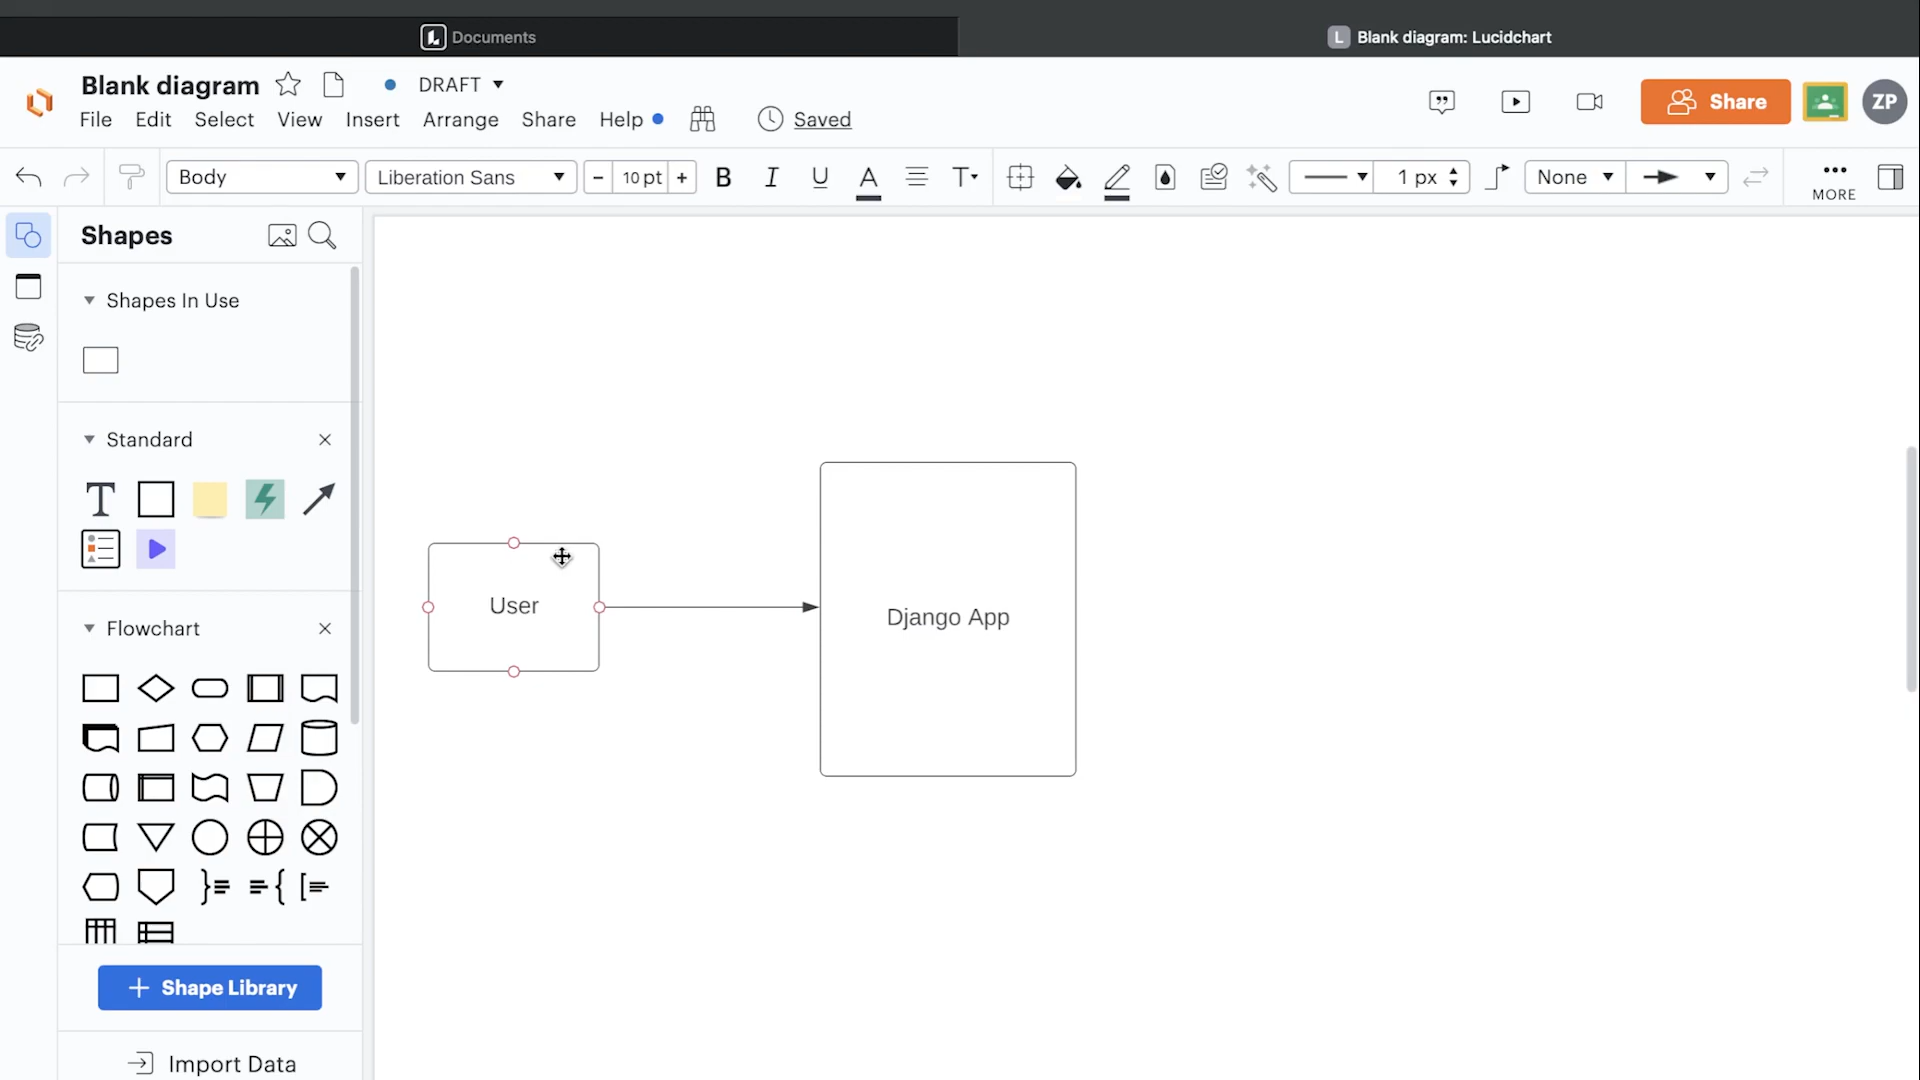 Documents
L Blank diagram: Lucidchart
Blank diagram
DRAFT
File Edit Select View Insert Arrange Share Help
Saved
Share
ZP
Body
Liberation Sans
- 10 pt +
B I U A T
1 px
None
MORE
Shapes
Shapes In Use
Standard
T
Flowchart
+ Shape Library
Import Data
User
Django App